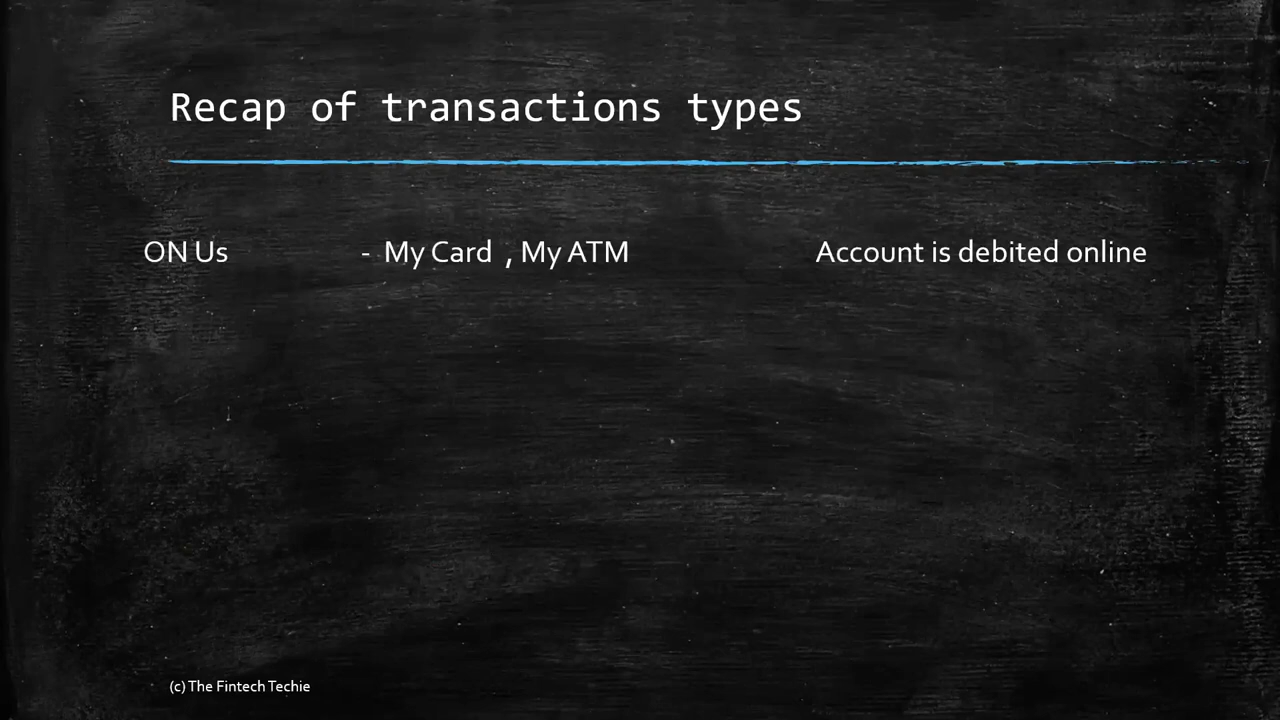 Recap of transactions types
ON Us - My Card , My ATM Account is debited online
(c) The Fintech Techie